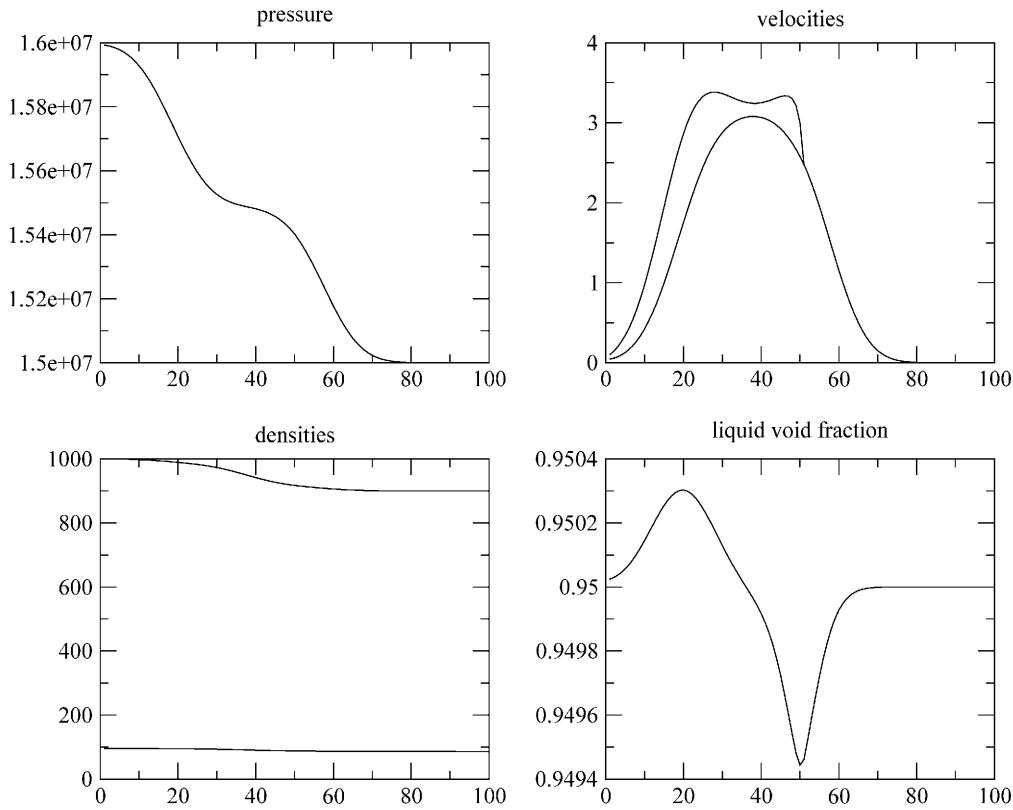 pressure
1.6e+07
1.58e+07
1.56e+07
1.54e+07
1.52e+07
1.5e+07
0 20 40 60 80 100
velocities
4
3
2
1
0
0 20 40 60 80 100
densities
1000
800
600
400
200
0
0 20 40 60 80 100
liquid void fraction
0.9504
0.9502
0.95
0.9498
0.9496
0.9494
0 20 40 60 80 100